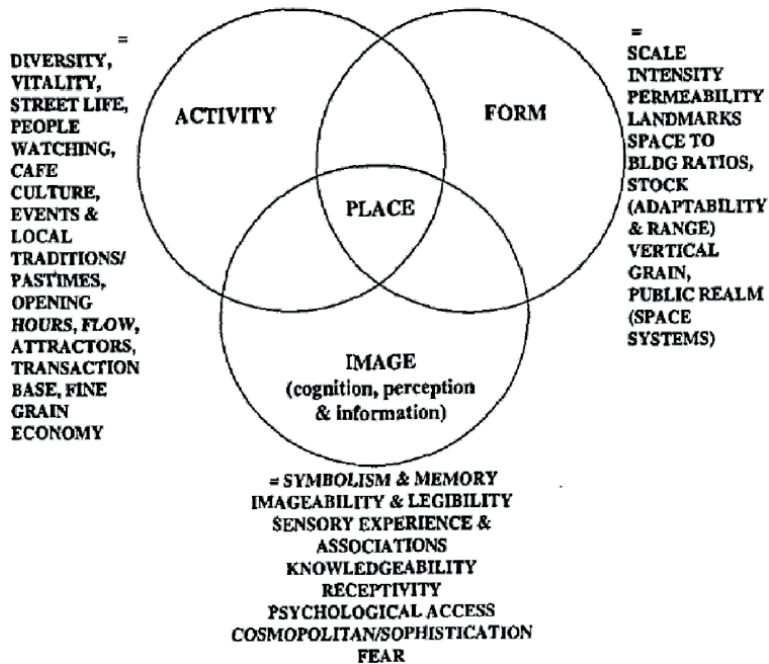 =
DIVERSITY,
VITALITY,
STREET LIFE,
PEOPLE
WATCHING,
CAFE
CULTURE,
EVENTS &
LOCAL
TRADITIONS/
PASTIMES,
OPENING
HOURS, FLOW,
ATTRACTORS,
TRANSACTION
BASE, FINE
GRAIN
ECONOMY
ACTIVITY
FORM
PLACE
IMAGE
(cognition, perception
& information)
=
SCALE
INTENSITY
PERMEABILITY
LANDMARKS
SPACE TO
BLDG RATIOS,
STOCK
(ADAPTABILITY
& RANGE)
VERTICAL
GRAIN,
PUBLIC REALM
(SPACE
SYSTEMS)
= SYMBOLISM & MEMORY
IMAGEABILITY & LEGIBILITY
SENSORY EXPERIENCE &
ASSOCIATIONS
KNOWLEDGEABILITY
RECEPTIVITY
PSYCHOLOGICAL ACCESS
COSMOPOLITAN/SOPHISTICATION
FEAR